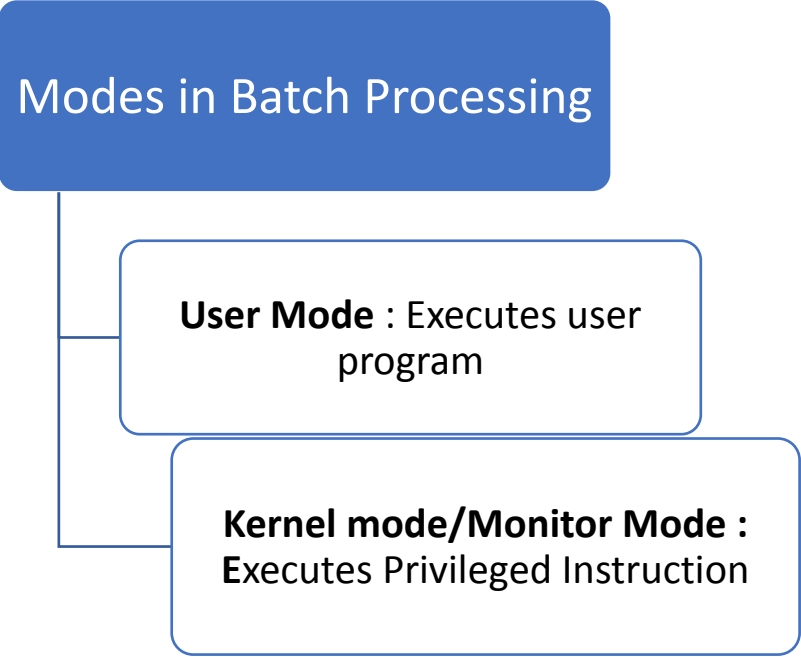 Modes in Batch Processing
User Mode : Executes user
program
Kernel mode/Monitor Mode :
Executes Privileged Instruction